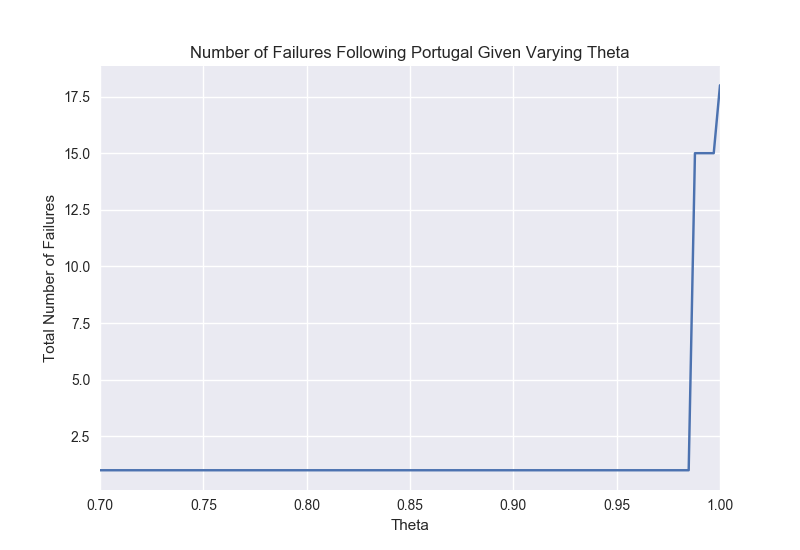 Number of Failures Following Portugal Given Varying Theta
17.5
15.0
12.5
10.0
7.5
5.0
2.5
Total Number of Failures
0.70 0.75 0.80 0.85 0.90 0.95 1.00
Theta